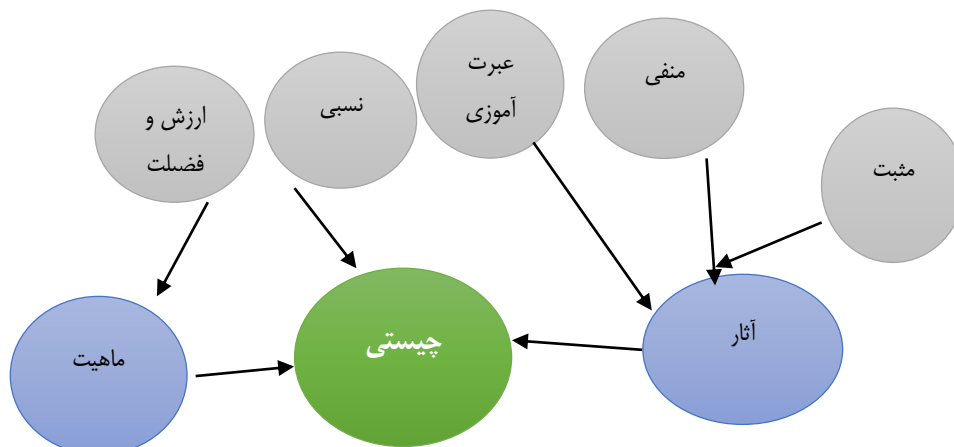 منفی
عبرت
آموزی
نسبی
ارزش و
فضلت
مثبت
آثار
چیستی
ماهیت